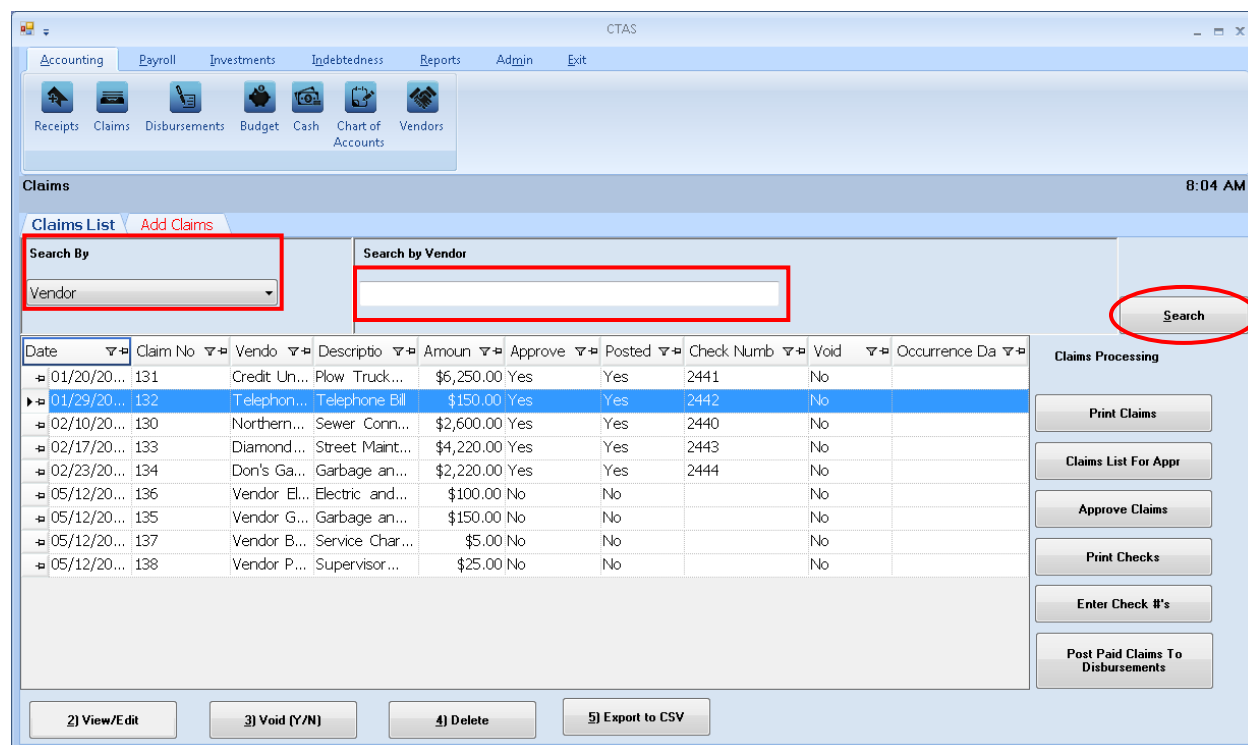 CTAS
Accounting Payroll Investments Indebtedness Reports Admin Exit
Receipts Claims Disbursements Budget Cash Chart of Accounts Vendors
Claims 8:04 AM
Claims List Add Claims
Search By Search by Vendor
Vendor
Search
Date Claim No Vendo Descriptio Amoun Approve Posted Check Numb Void Occurrence Da
01/20/20... 131 Credit Un... Plow Truck... $6,250.00 Yes Yes 2441 No
01/29/20... 132 Telephon... Telephone Bill $150.00 Yes Yes 2442 No
02/10/20... 130 Northern... Sewer Conn... $2,600.00 Yes Yes 2440 No
02/17/20... 133 Diamond... Street Maint... $4,220.00 Yes Yes 2443 No
02/23/20... 134 Don's Ga... Garbage an... $2,220.00 Yes Yes 2444 No
05/12/20... 136 Vendor El... Electric and... $100.00 No No No
05/12/20... 135 Vendor G... Garbage an... $150.00 No No No
05/12/20... 137 Vendor B... Service Char... $5.00 No No No
05/12/20... 138 Vendor P... Supervisor... $25.00 No No No
Claims Processing
Print Claims
Claims List For Appr
Approve Claims
Print Checks
Enter Check #'s
Post Paid Claims To
Disbursements
2) View/Edit 3) Void (Y/N) 4) Delete 5) Export to CSV